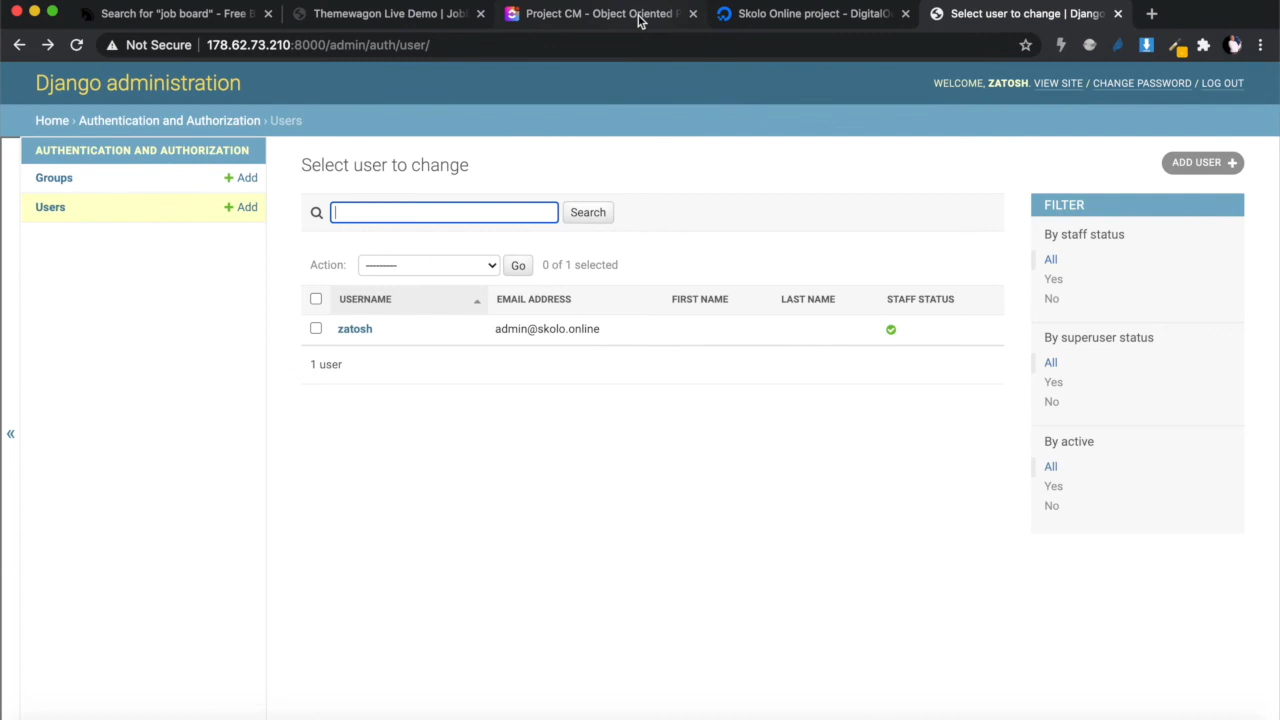 Search for "job board" - Free B
Themewagon Live Demo | Job
Project CM - Object Oriented P
Skolo Online project - DigitalO
Select user to change | Django
Not Secure | 178.62.73.210:8000/admin/auth/user/
Django administration
WELCOME, ZATOSH. VIEW SITE / CHANGE PASSWORD / LOG OUT
Home › Authentication and Authorization › Users
AUTHENTICATION AND AUTHORIZATION
Groups + Add
Users + Add
«
Select user to change
ADD USER +
Search
Action: --------- Go 0 of 1 selected
USERNAME EMAIL ADDRESS FIRST NAME LAST NAME STAFF STATUS
zatosh admin@skolo.online
1 user
FILTER
By staff status
All
Yes
No
By superuser status
All
Yes
No
By active
All
Yes
No